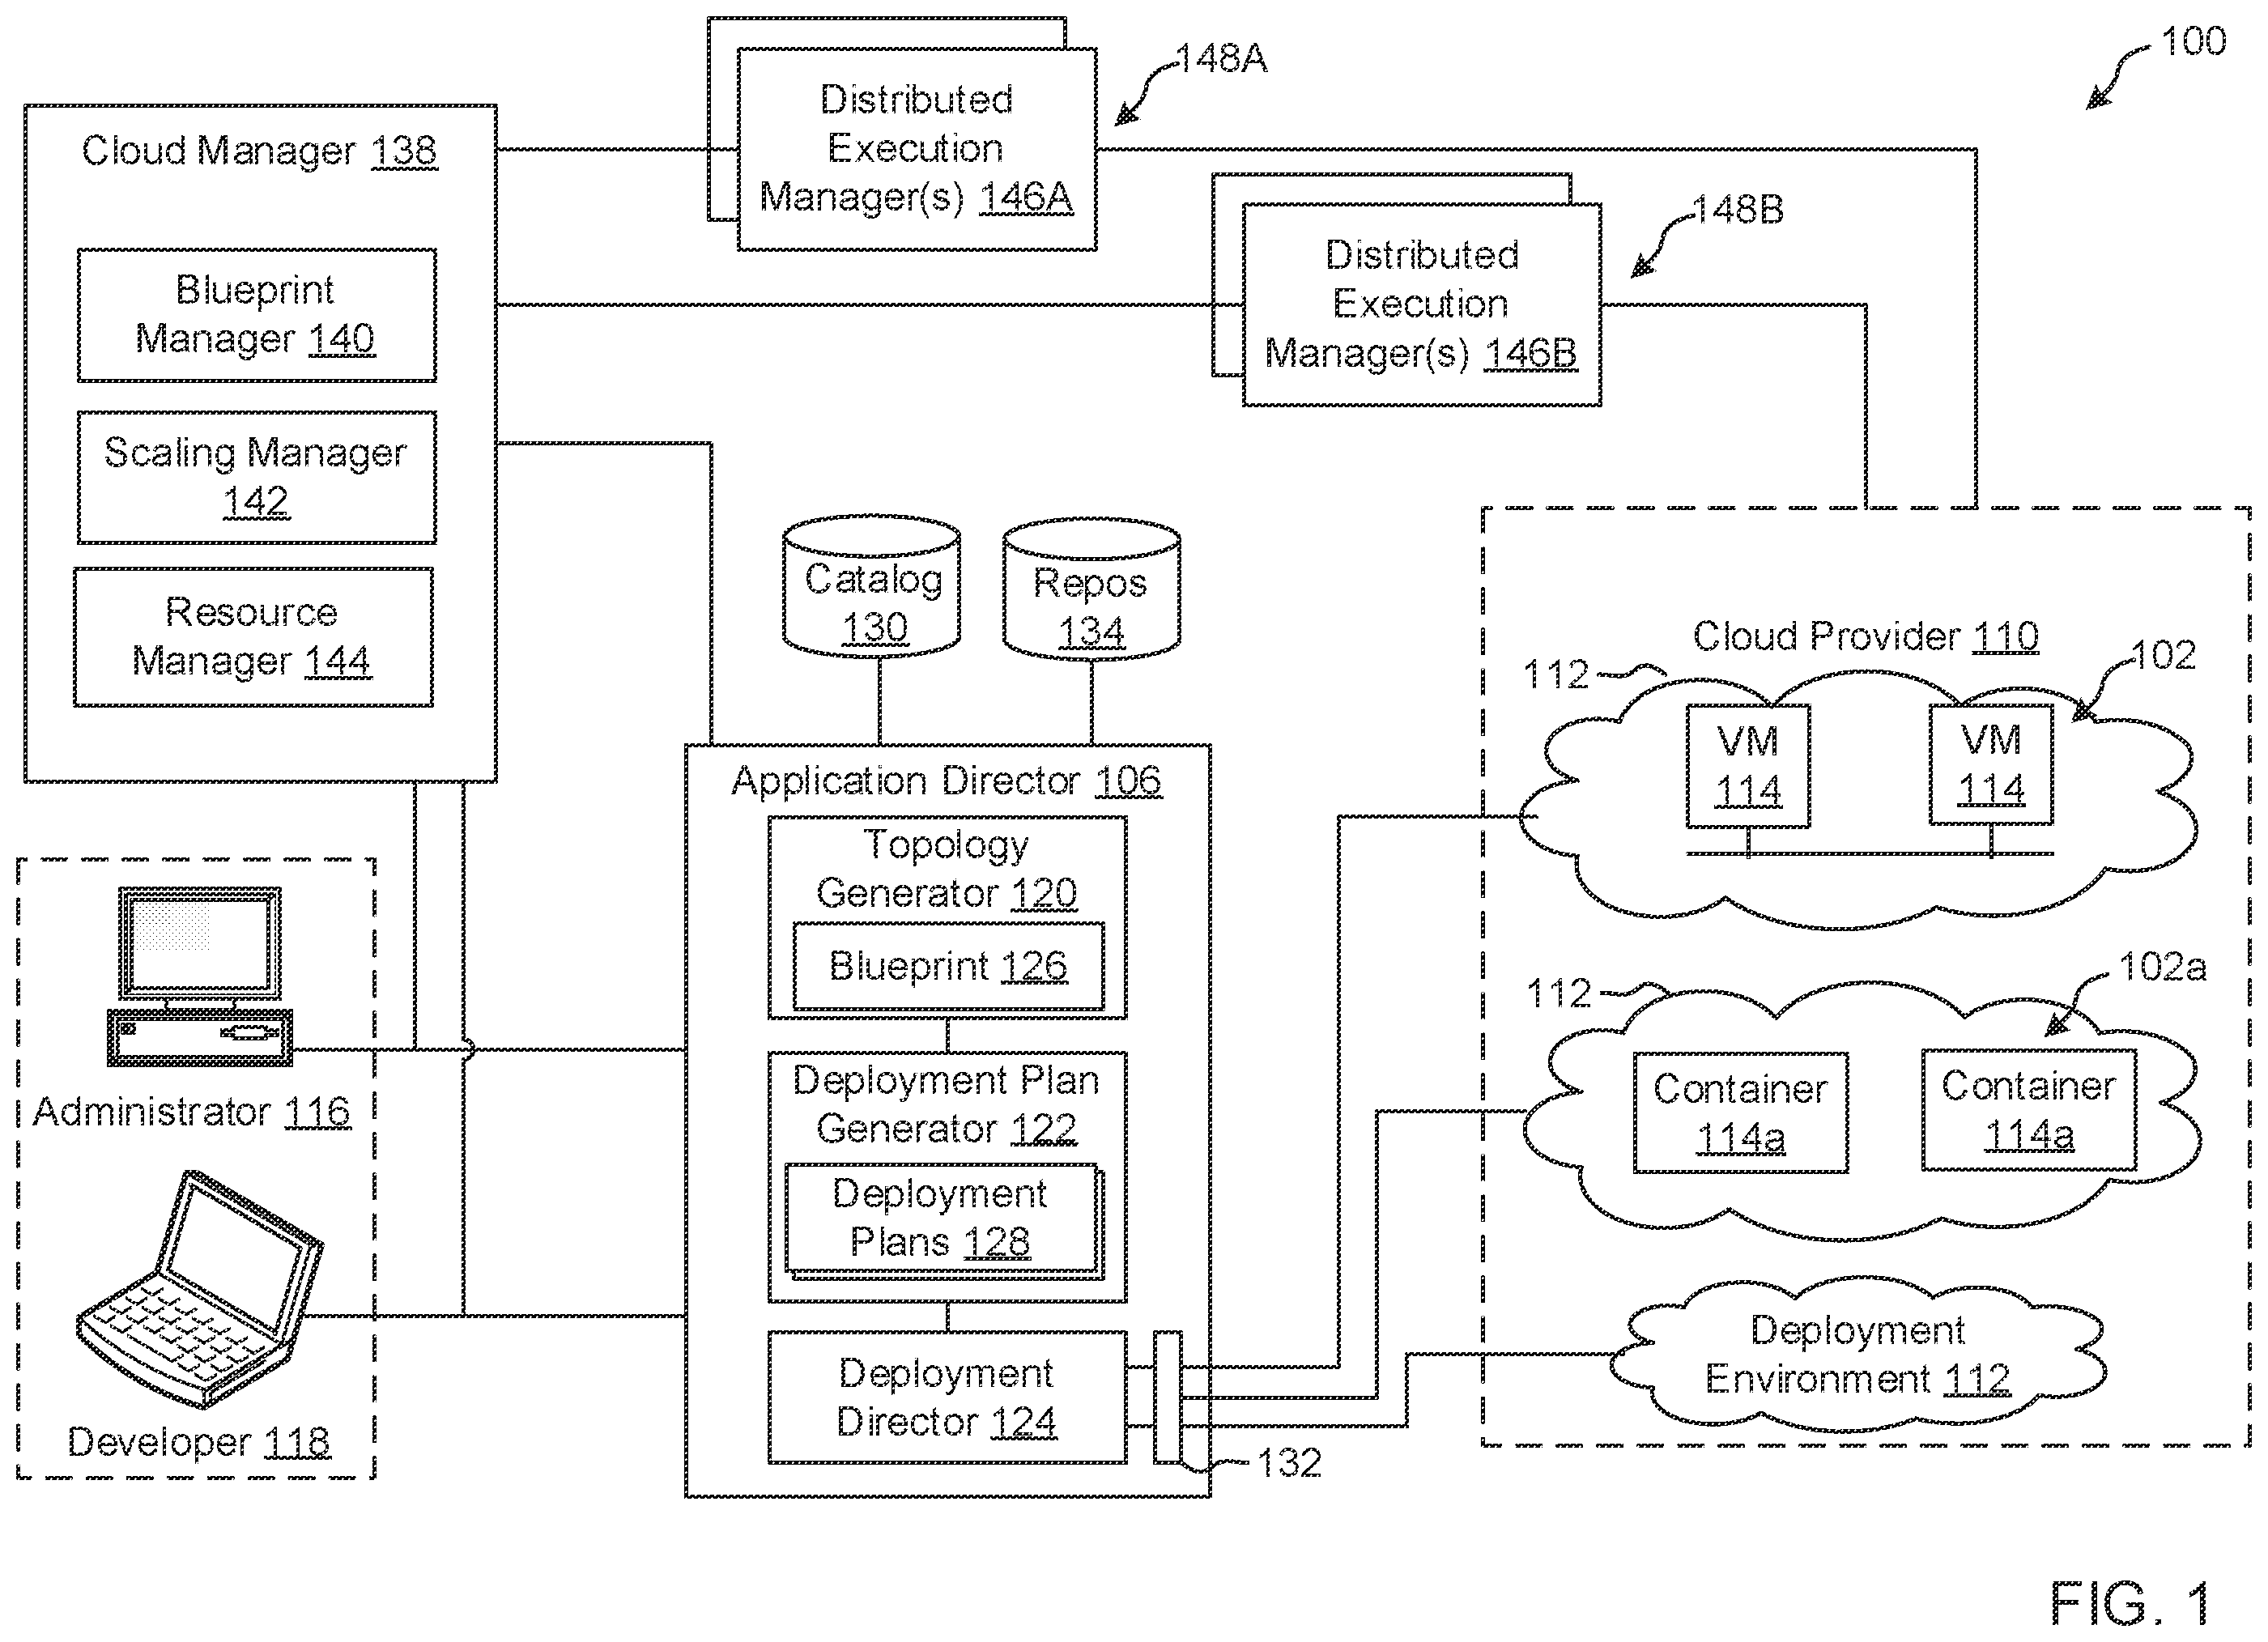 100
148A
Distributed
Execution
Manager(s) 146A
Cloud Manager 138
148B
Distributed
Execution
Manager(s) 146B
Blueprint
Manager 140
Scaling Manager
142
Resource
Manager 144
Catalog
130
Repos
134
Cloud Provider 110
112
102
VM
114
VM
114
Application Director 106
Topology
Generator 120
Blueprint 126
112
102a
Container
114a
Container
114a
Administrator 116
Deployment Plan
Generator 122
Deployment
Plans 128
Deployment
Environment 112
Deployment
Director 124
132
Developer 118
FIG. 1